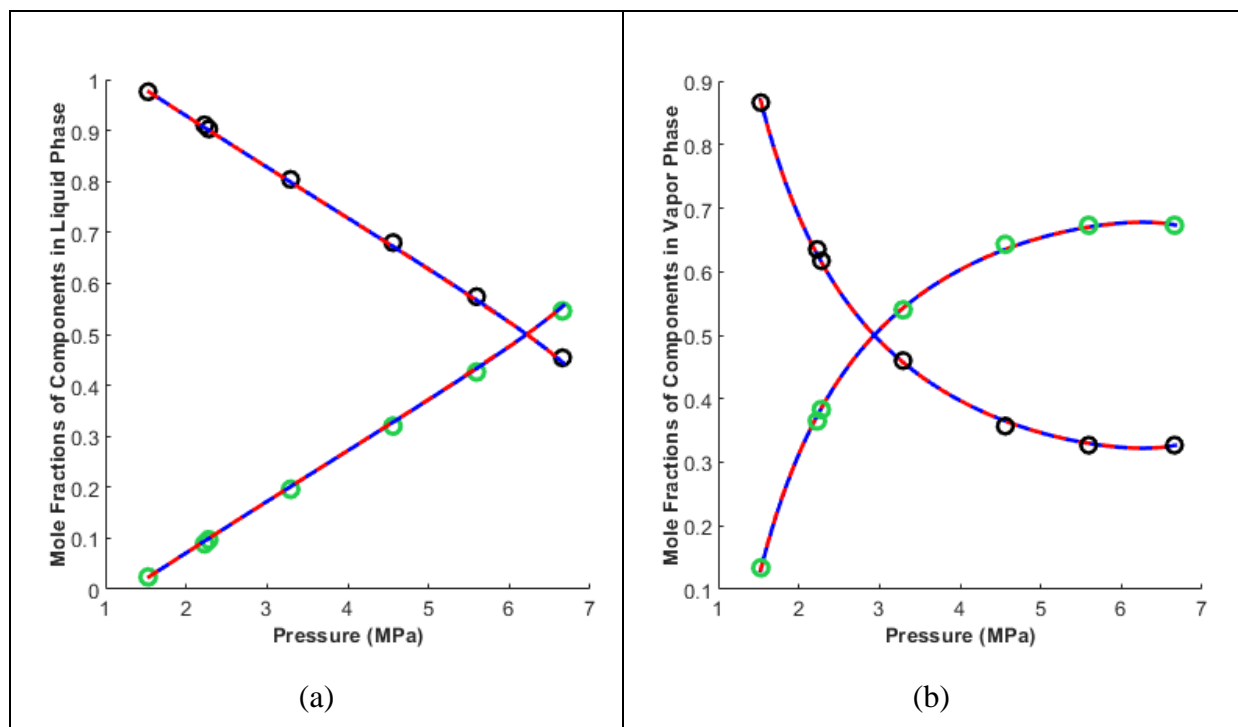 Mole Fractions of Components in Liquid Phase
1
0.9
0.8
0.7
0.6
0.5
0.4
0.3
0.2
0.1
0
1 2 3 4 5 6 7
Pressure (MPa)
(a)
Mole Fractions of Components in Vapor Phase
0.9
0.8
0.7
0.6
0.5
0.4
0.3
0.2
0.1
1 2 3 4 5 6 7
Pressure (MPa)
(b)